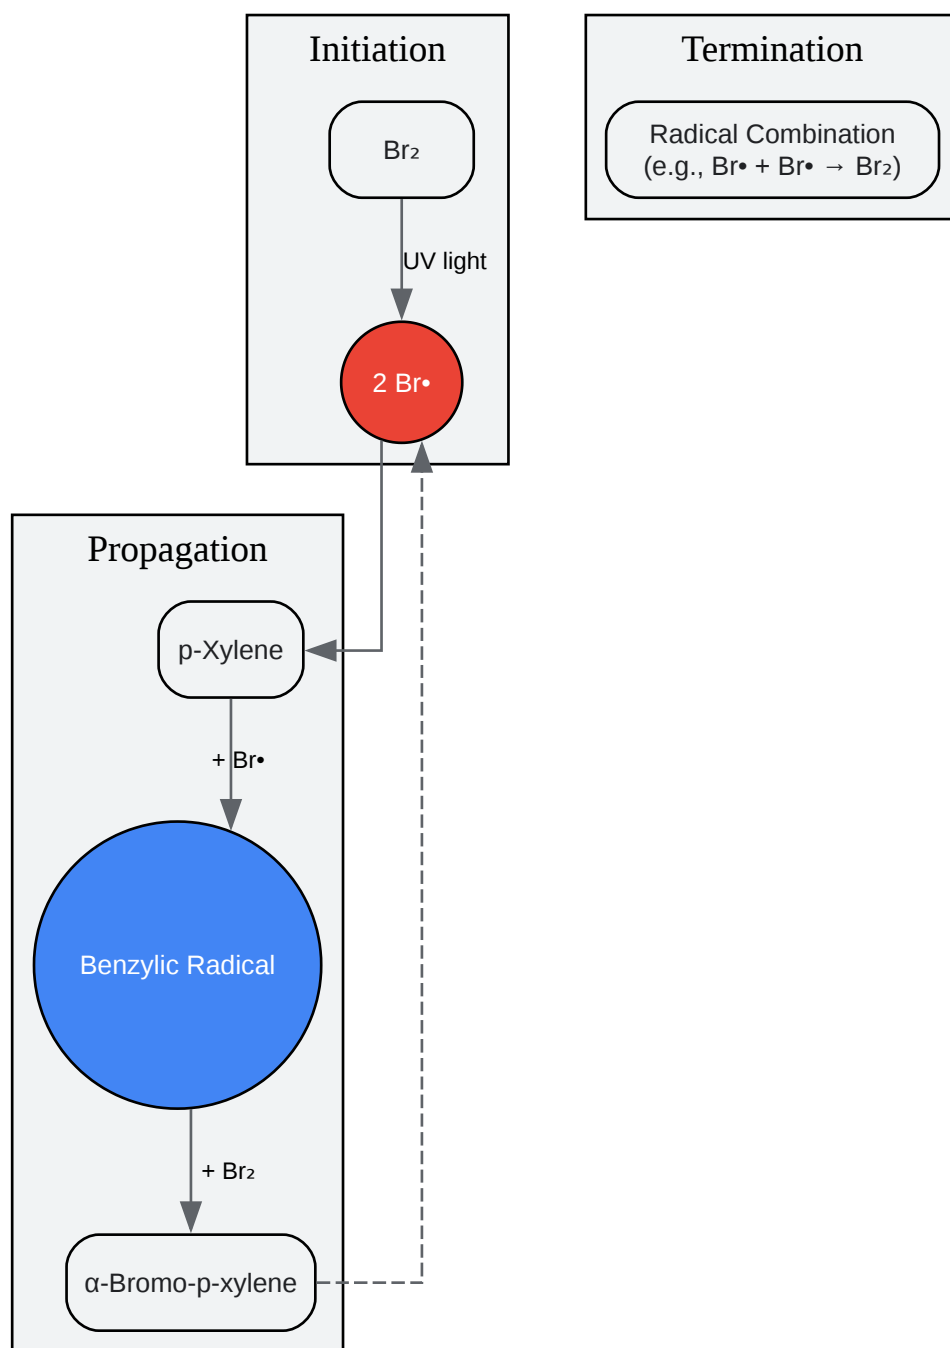 Initiation
Br₂
UV light
2 Br•
Termination
Radical Combination
(e.g., Br• + Br• → Br₂)
Propagation
p-Xylene
+ Br•
Benzylic Radical
+ Br₂
α-Bromo-p-xylene